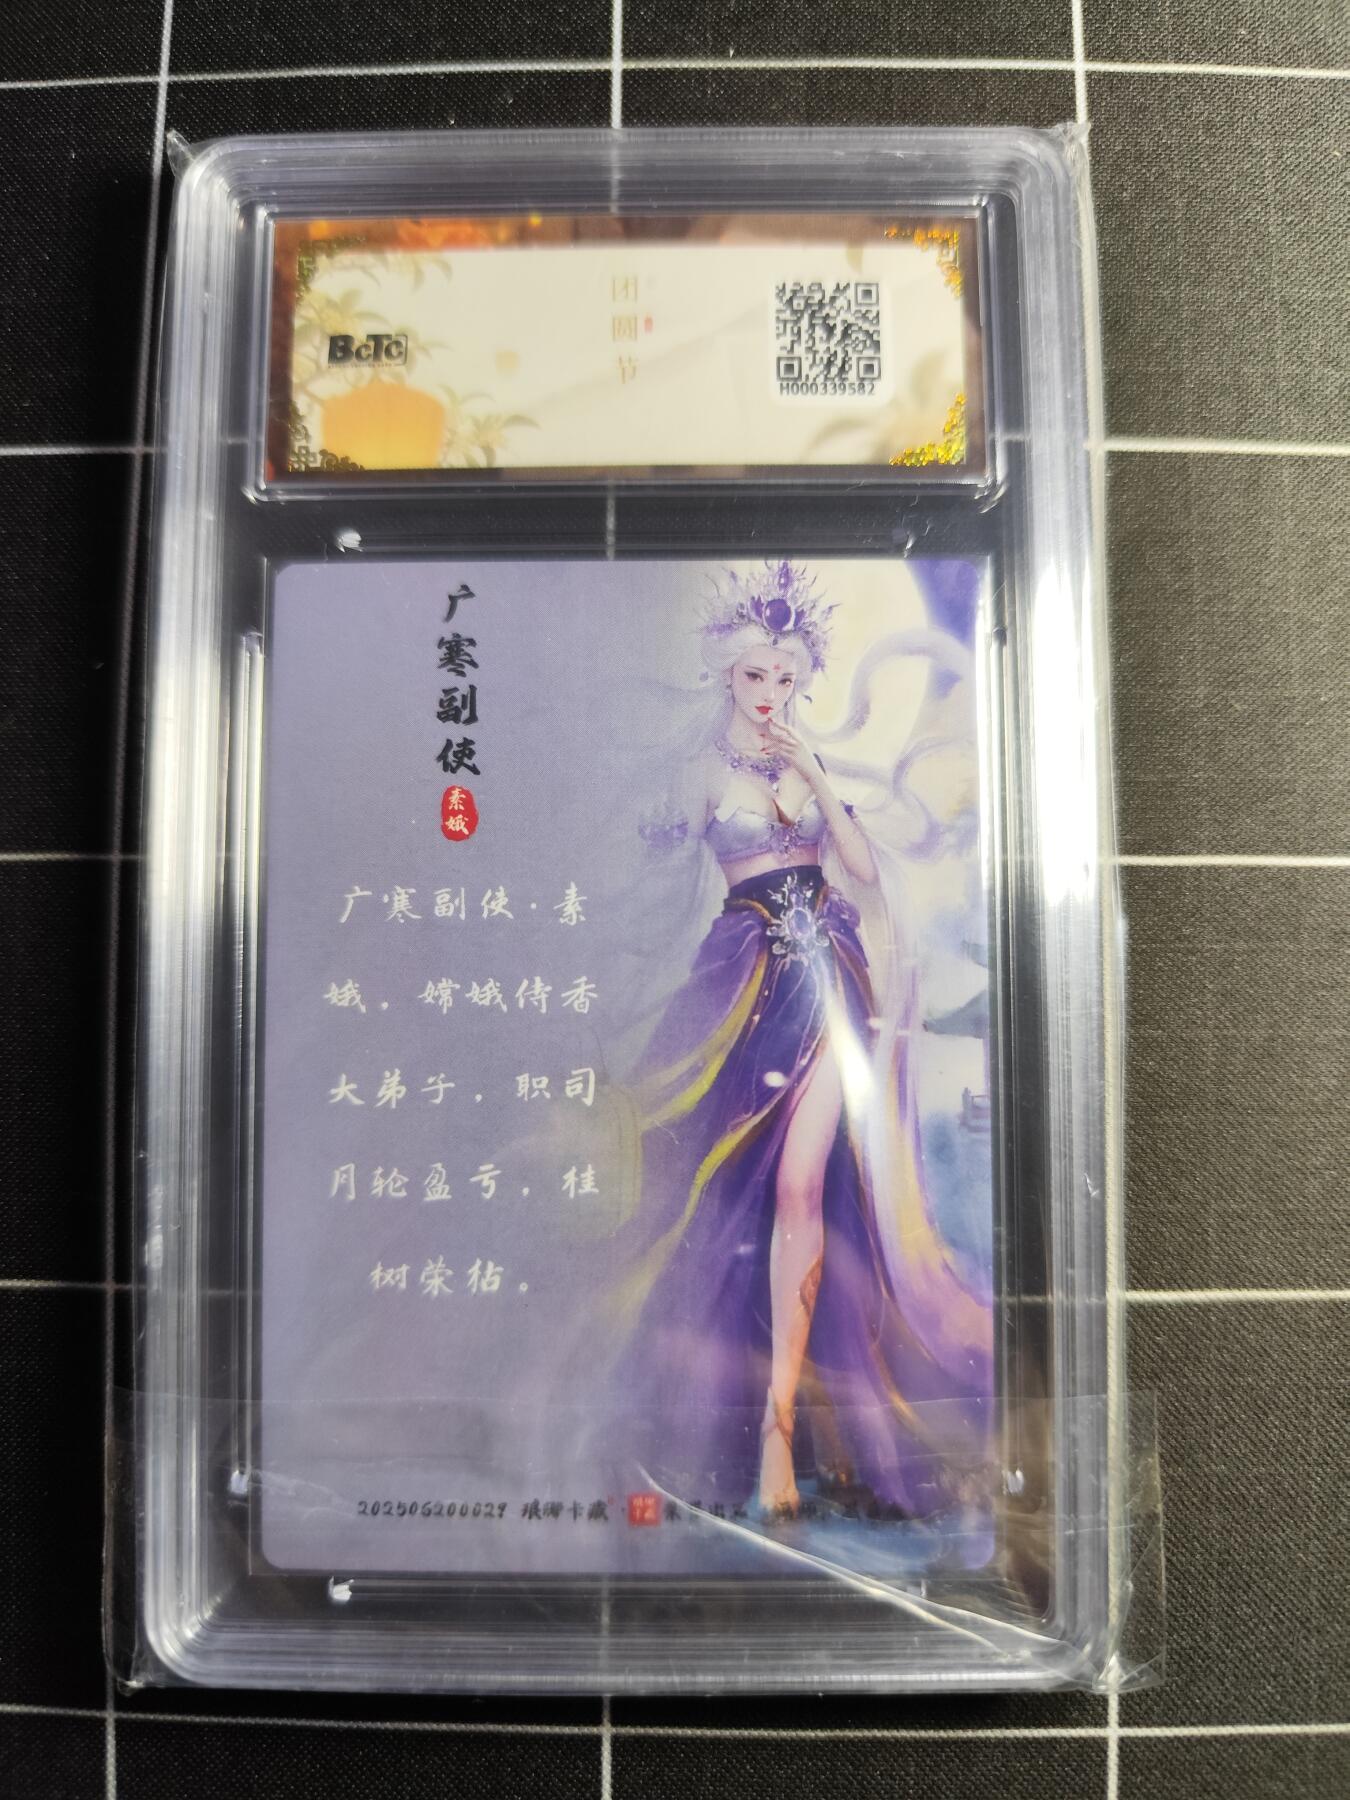 BCTC
团圆节
H000339582
广寒副使
素娥
广寒副使·素
娥，嫦娥侍香
大弟子，职司
月轮盈亏，桂
树荣枯。
202506200029 琅琊卡藏·